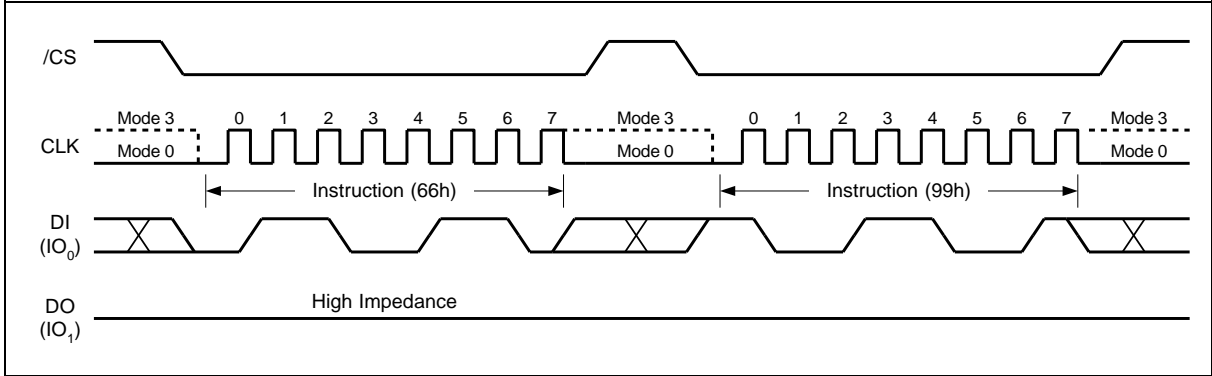 /CS
Mode 3 0 1 2 3 4 5 6 7 Mode 3 0 1 2 3 4 5 6 7 Mode 3
CLK Mode 0 Mode 0 Mode 0
Instruction (66h) Instruction (99h)
DI
(IO0)
DO High Impedance
(IO1)